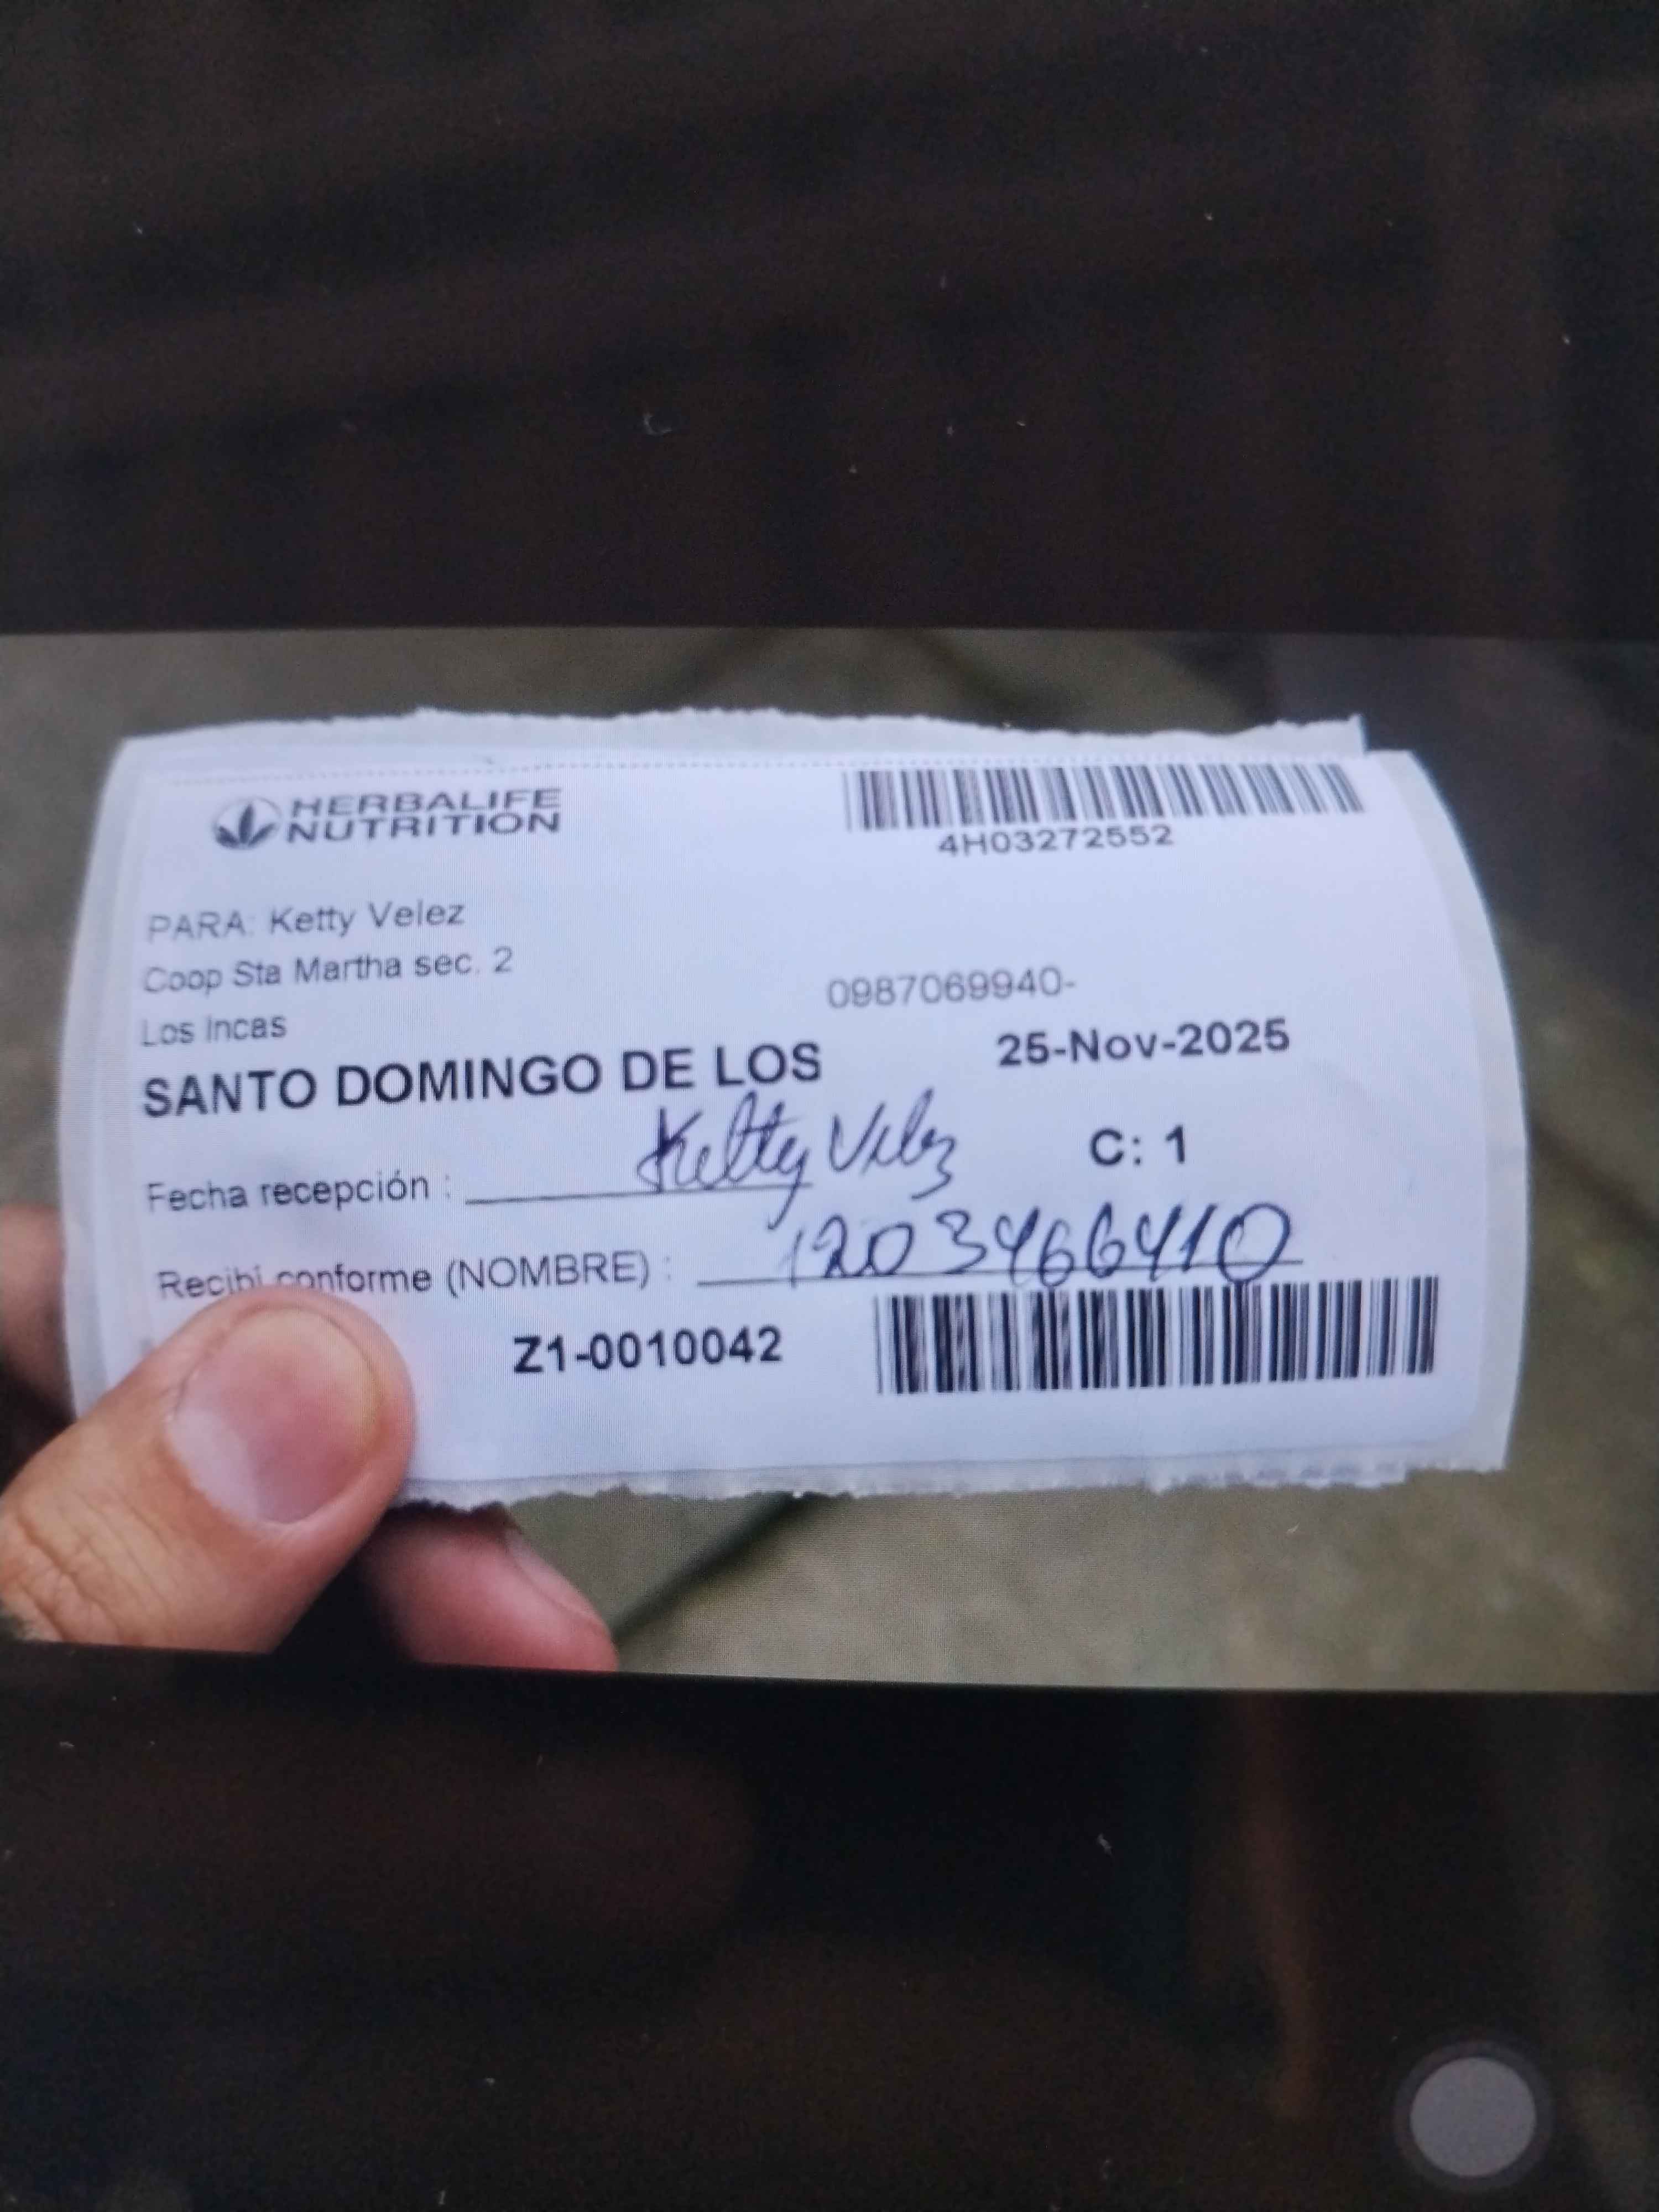 HERBALIFE
NUTRITION
4H03272552
PARA: Ketty Velez
Coop Sta Martha sec. 2
0987069940-
Los Incas
25-Nov-2025
SANTO DOMINGO DE LOS
C: 1
Fecha recepción : Ketty Velez
Recibi conforme (NOMBRE) : 1203466410
Z1-0010042